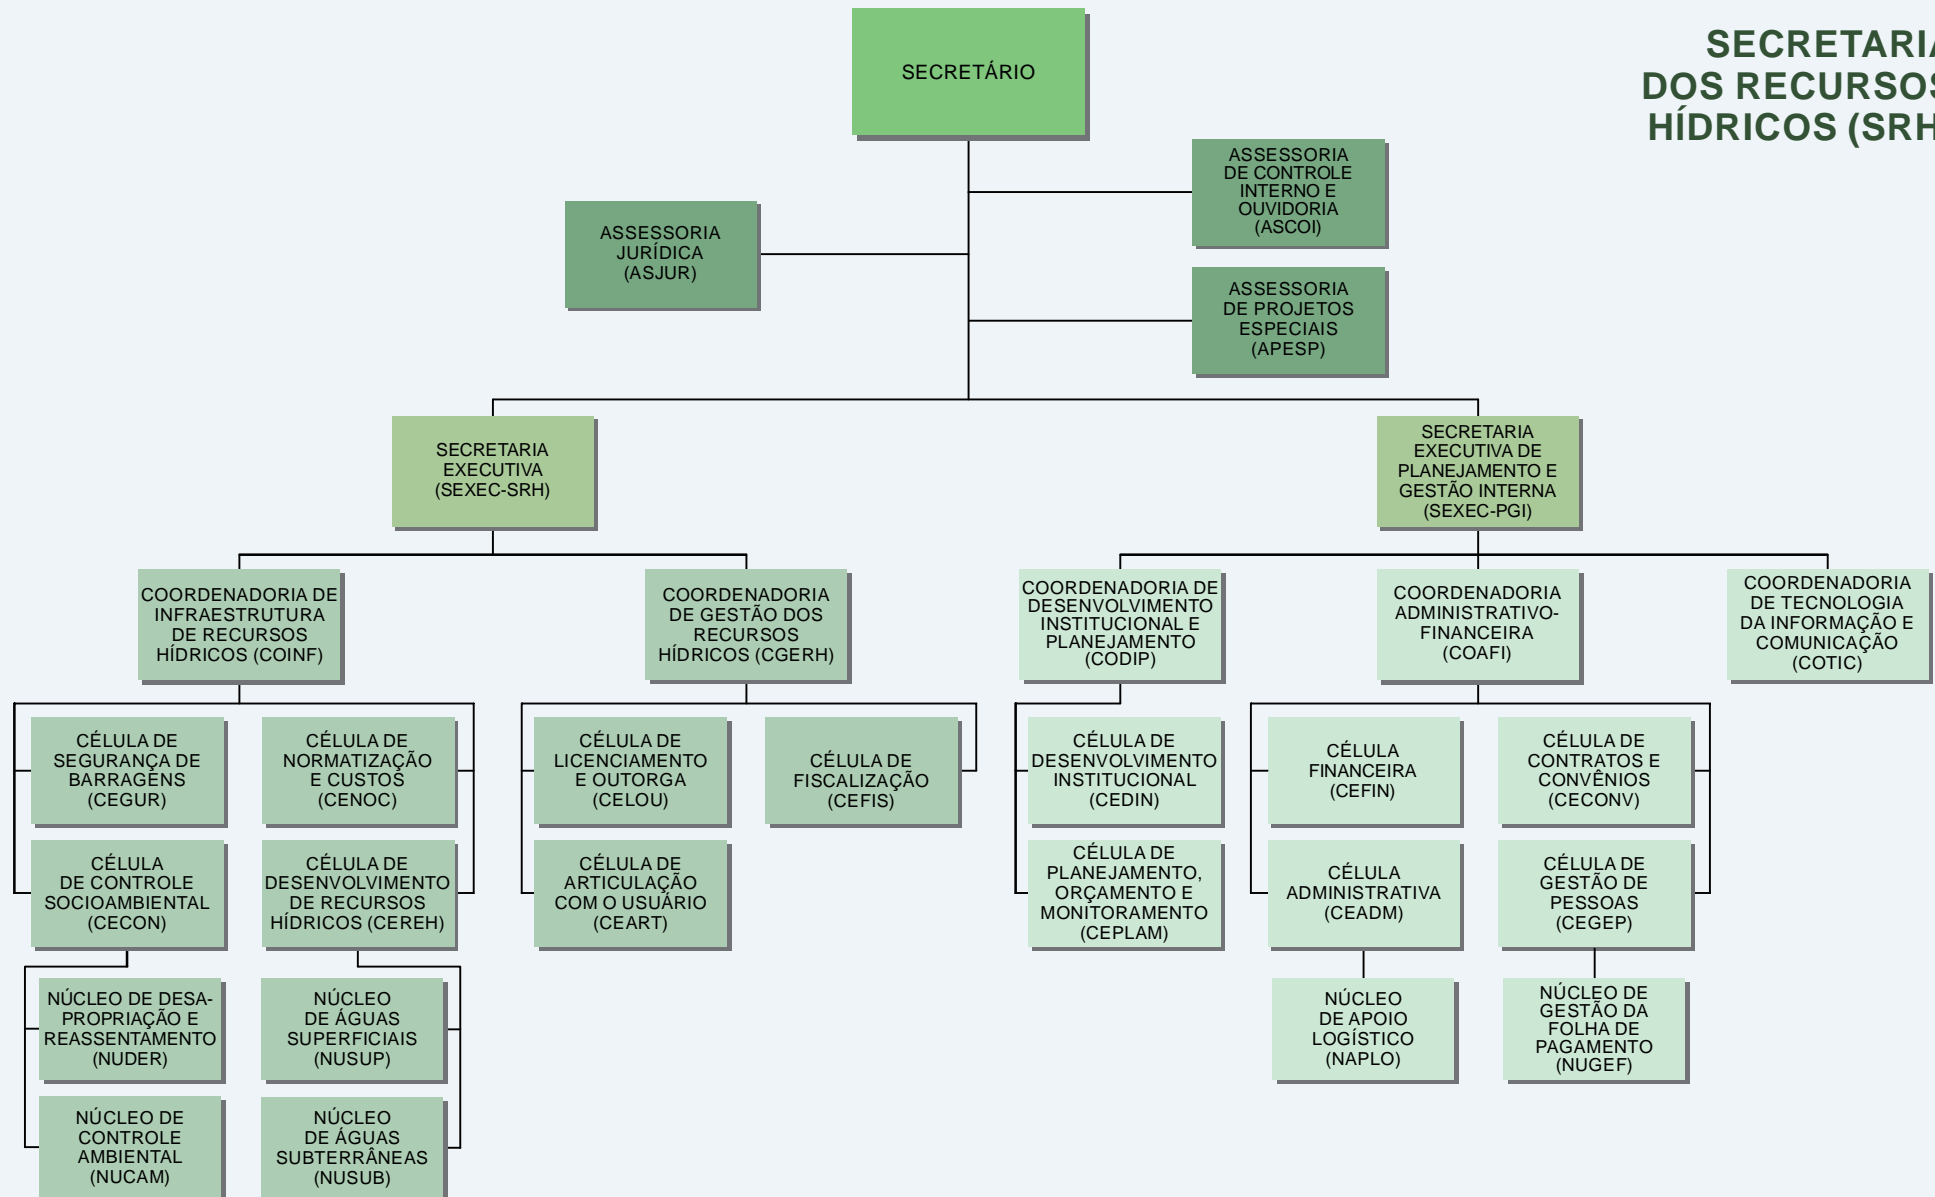 SECRETARIA
DOS RECURSOS
HÍDRICOS (SRH
SECRETÁRIO
ASSESSORIA
DE CONTROLE
INTERNO E
OUVIDORIA
(ASCOI)
ASSESSORIA
JURÍDICA
(ASJUR)
ASSESSORIA
DE PROJETOS
ESPECIAIS
(APESP)
SECRETARIA
EXECUTIVA
(SEXEC-SRH)
SECRETARIA
EXECUTIVA DE
PLANEJAMENTO E
GESTÃO INTERNA
(SEXEC-PGI)
COORDENADORIA DE
INFRAESTRUTURA
DE RECURSOS
HÍDRICOS (COINF)
COORDENADORIA
DE GESTÃO DOS
RECURSOS
HÍDRICOS (CGERH)
COORDENADORIA DE
DESENVOLVIMENTO
INSTITUCIONAL E
PLANEJAMENTO
(CODIP)
COORDENADORIA
ADMINISTRATIVO-
FINANCEIRA
(COAFI)
COORDENADORIA
DE TECNOLOGIA
DA INFORMAÇÃO E
COMUNICAÇÃO
(COTIC)
CÉLULA DE
SEGURANÇA DE
BARRAGENS
(CEGUR)
CÉLULA DE
NORMATIZAÇÃO
E CUSTOS
(CENOC)
CÉLULA DE
LICENCIAMENTO
E OUTORGA
(CELOU)
CÉLULA DE
FISCALIZAÇÃO
(CEFIS)
CÉLULA DE
DESENVOLVIMENTO
INSTITUCIONAL
(CEDIN)
CÉLULA
FINANCEIRA
(CEFIN)
CÉLULA DE
CONTRATOS E
CONVÊNIOS
(CECONV)
CÉLULA
DE CONTROLE
SOCIOAMBIENTAL
(CECON)
CÉLULA DE
DESENVOLVIMENTO
DE RECURSOS
HÍDRICOS (CEREH)
CÉLULA DE
ARTICULAÇÃO
COM O USUÁRIO
(CEART)
CÉLULA DE
PLANEJAMENTO,
ORÇAMENTO E
MONITORAMENTO
(CEPLAM)
CÉLULA
ADMINISTRATIVA
(CEADM)
CÉLULA DE
GESTÃO DE
PESSOAS
(CEGEP)
NÚCLEO DE DESA-
PROPRIAÇÃO E
REASSENTAMENTO
(NUDER)
NÚCLEO
DE ÁGUAS
SUPERFICIAIS
(NUSUP)
NÚCLEO
DE APOIO
LOGÍSTICO
(NAPLO)
NÚCLEO DE
GESTÃO DA
FOLHA DE
PAGAMENTO
(NUGEF)
NÚCLEO DE
CONTROLE
AMBIENTAL
(NUCAM)
NÚCLEO
DE ÁGUAS
SUBTERRÂNEAS
(NUSUB)